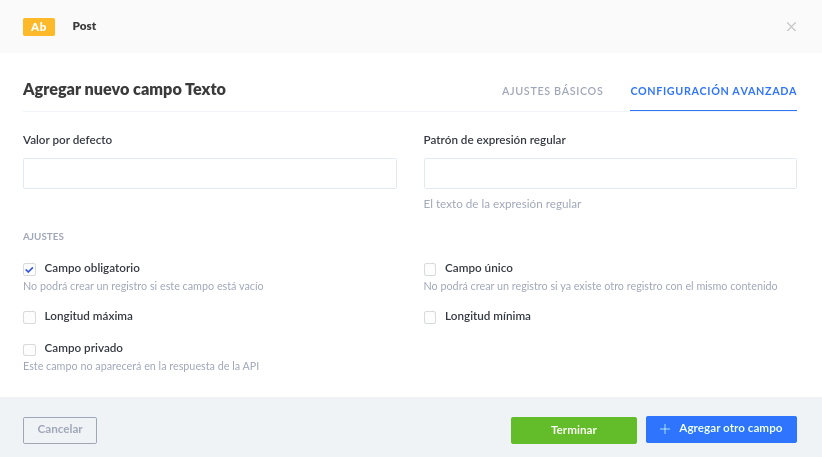 Ab Post
Agregar nuevo campo Texto
AJUSTES BÁSICOS CONFIGURACIÓN AVANZADA
Valor por defecto
Patrón de expresión regular
El texto de la expresión regular
AJUSTES
Campo obligatorio
No podrá crear un registro si este campo está vacío
Campo único
No podrá crear un registro si ya existe otro registro con el mismo contenido
Longitud máxima
Longitud mínima
Campo privado
Este campo no aparecerá en la respuesta de la API
Cancelar
Terminar
Agregar otro campo